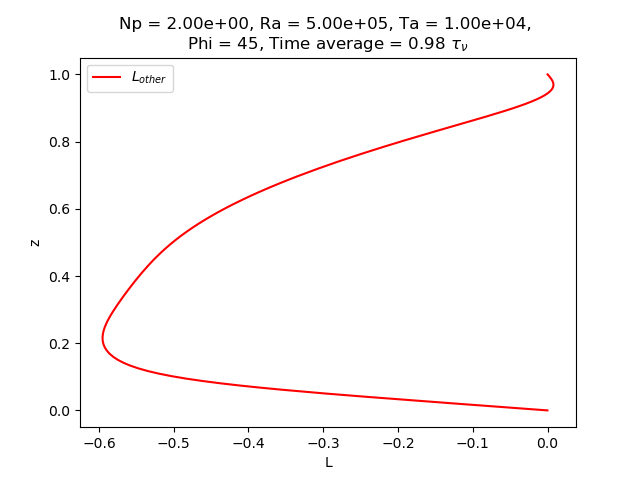 Np = 2.00e+00, Ra = 5.00e+05, Ta = 1.00e+04,
Phi = 45, Time average = 0.98 τν
L_other
1.0
0.8
0.6
0.4
0.2
0.0
z
−0.6 −0.5 −0.4 −0.3 −0.2 −0.1 0.0
L